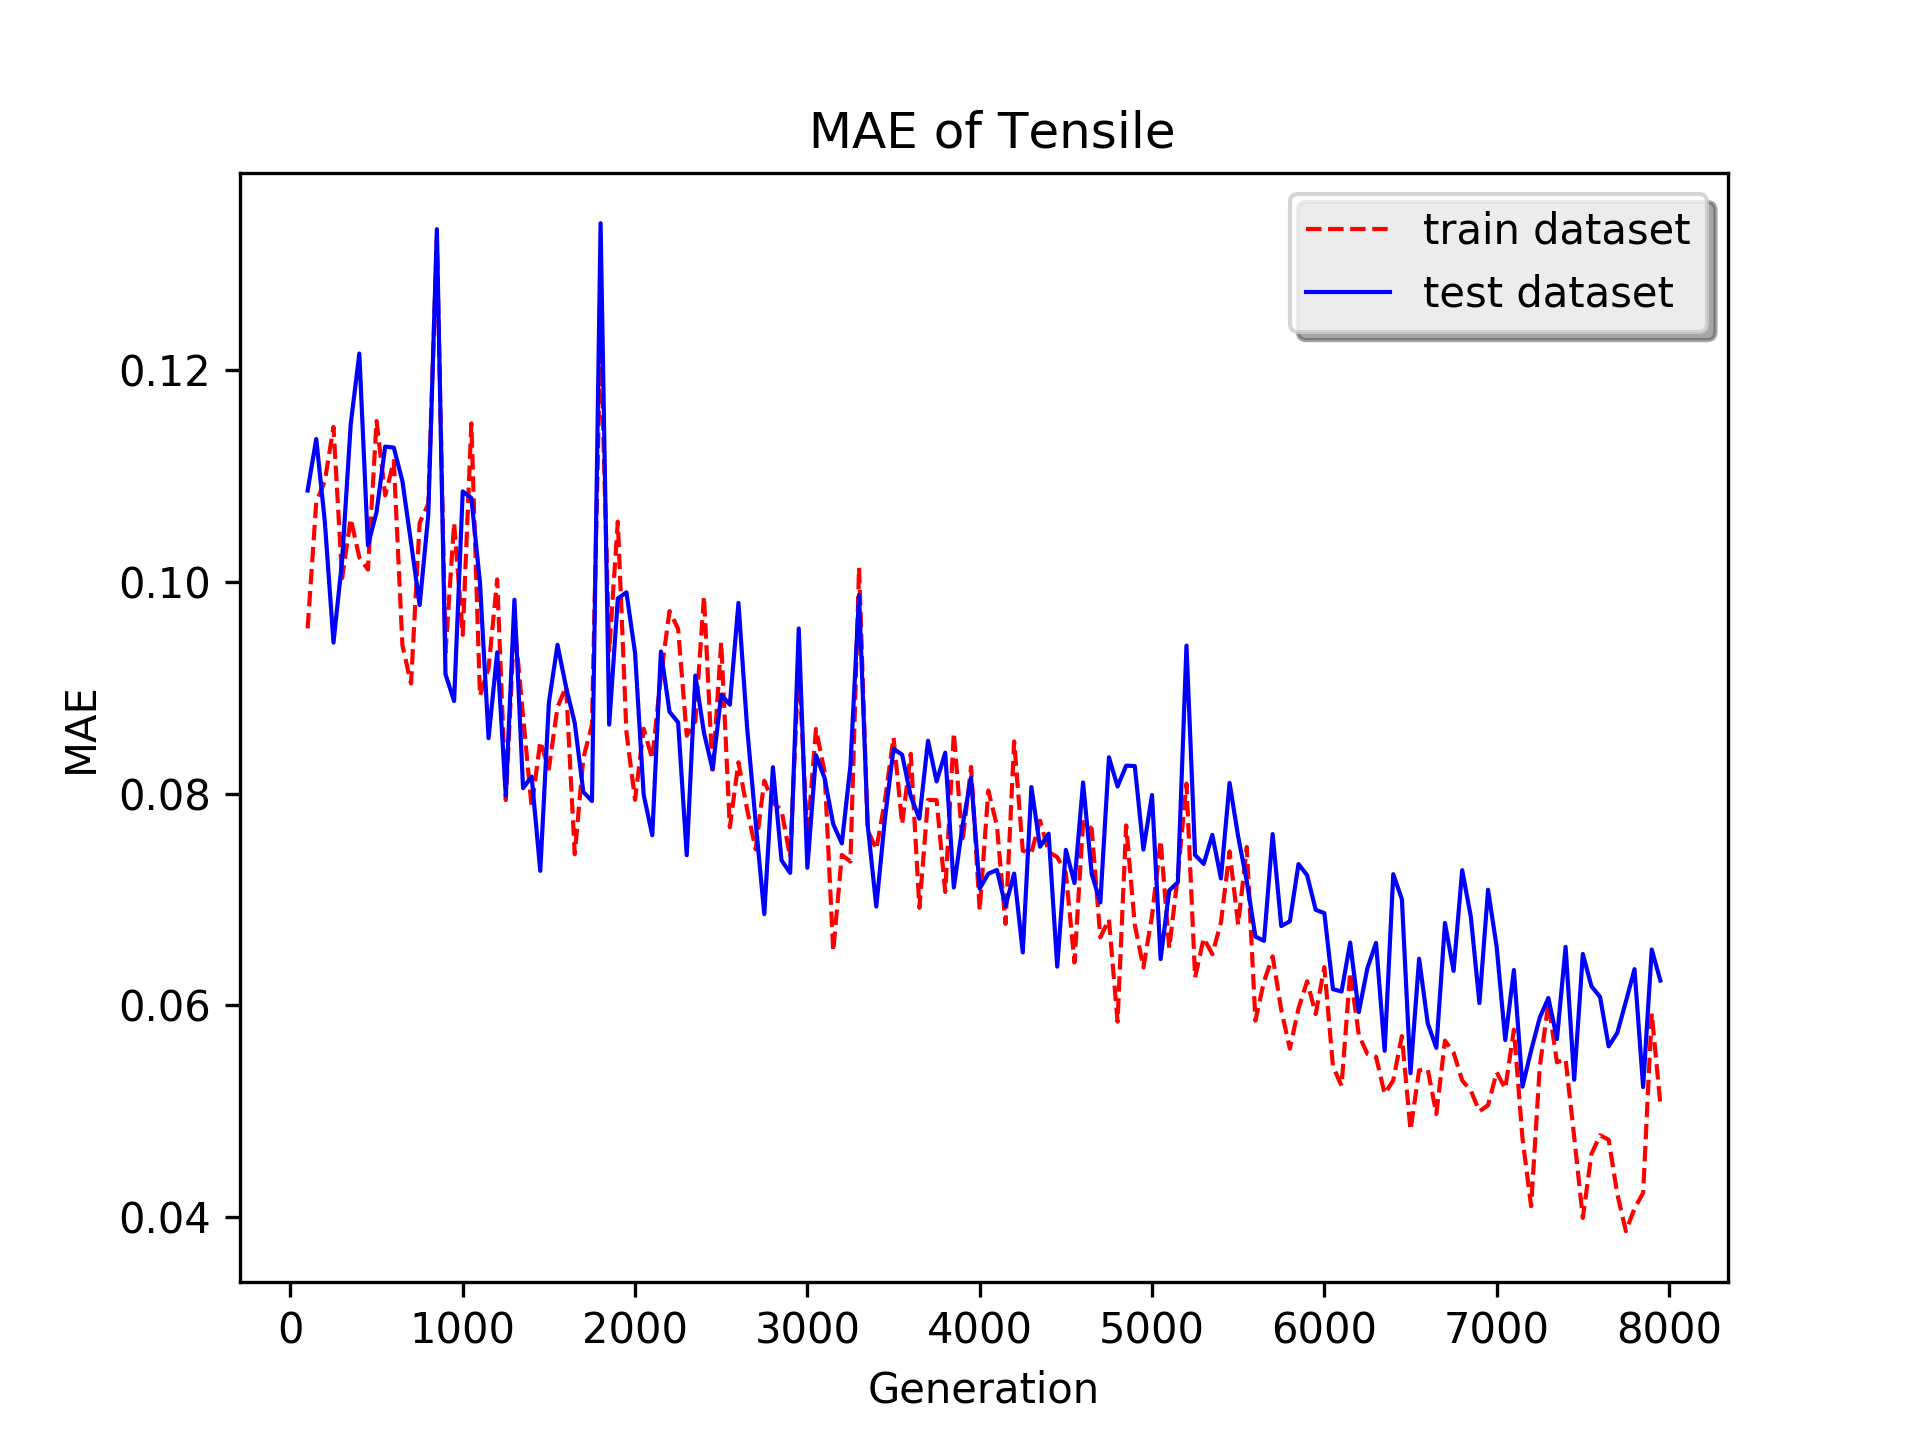 MAE of Tensile
train dataset
test dataset
MAE
0.12
0.10
0.08
0.06
0.04
0 1000 2000 3000 4000 5000 6000 7000 8000
Generation